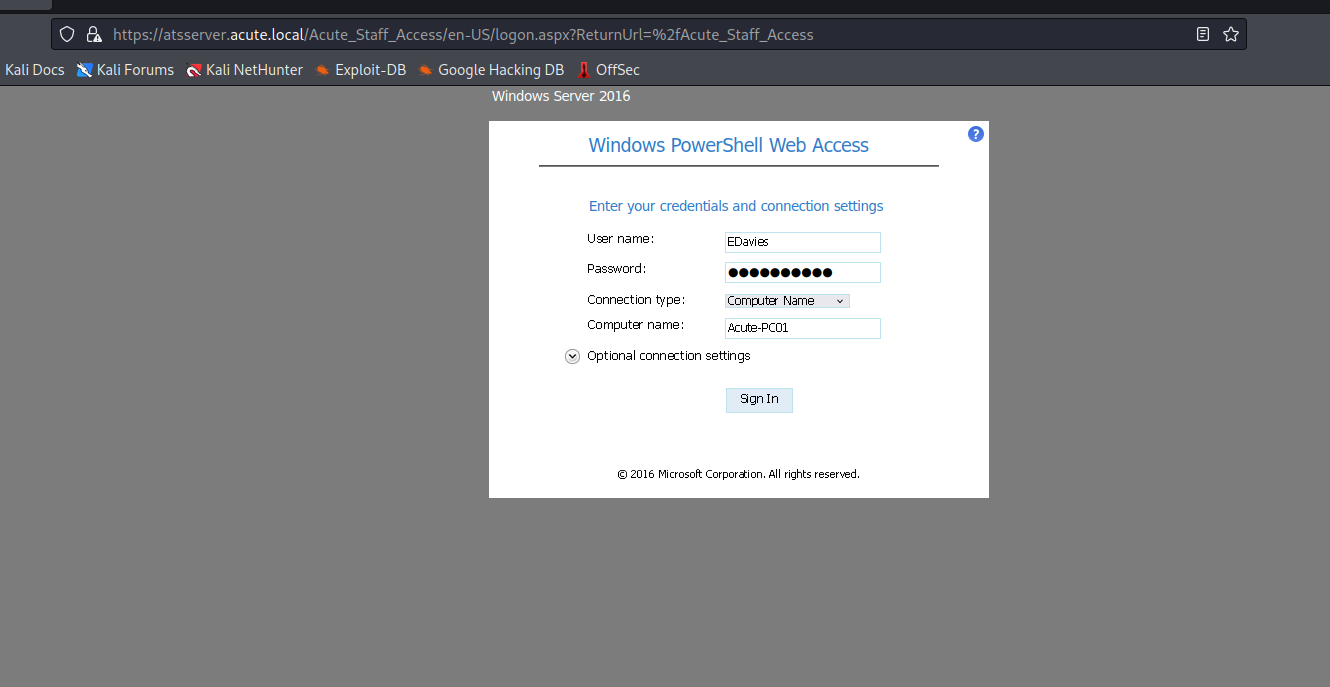 https://atsserver.acute.local/Acute_Staff_Access/en-US/logon.aspx?ReturnUrl=%2fAcute_Staff_Access
Kali Docs Kali Forums Kali NetHunter Exploit-DB Google Hacking DB OffSec
Windows Server 2016
?
Windows PowerShell Web Access
Enter your credentials and connection settings
User name: EDavies
Password: ●●●●●●●●●●
Connection type: Computer Name
Computer name: Acute-PC01
Optional connection settings
Sign In
© 2016 Microsoft Corporation. All rights reserved.